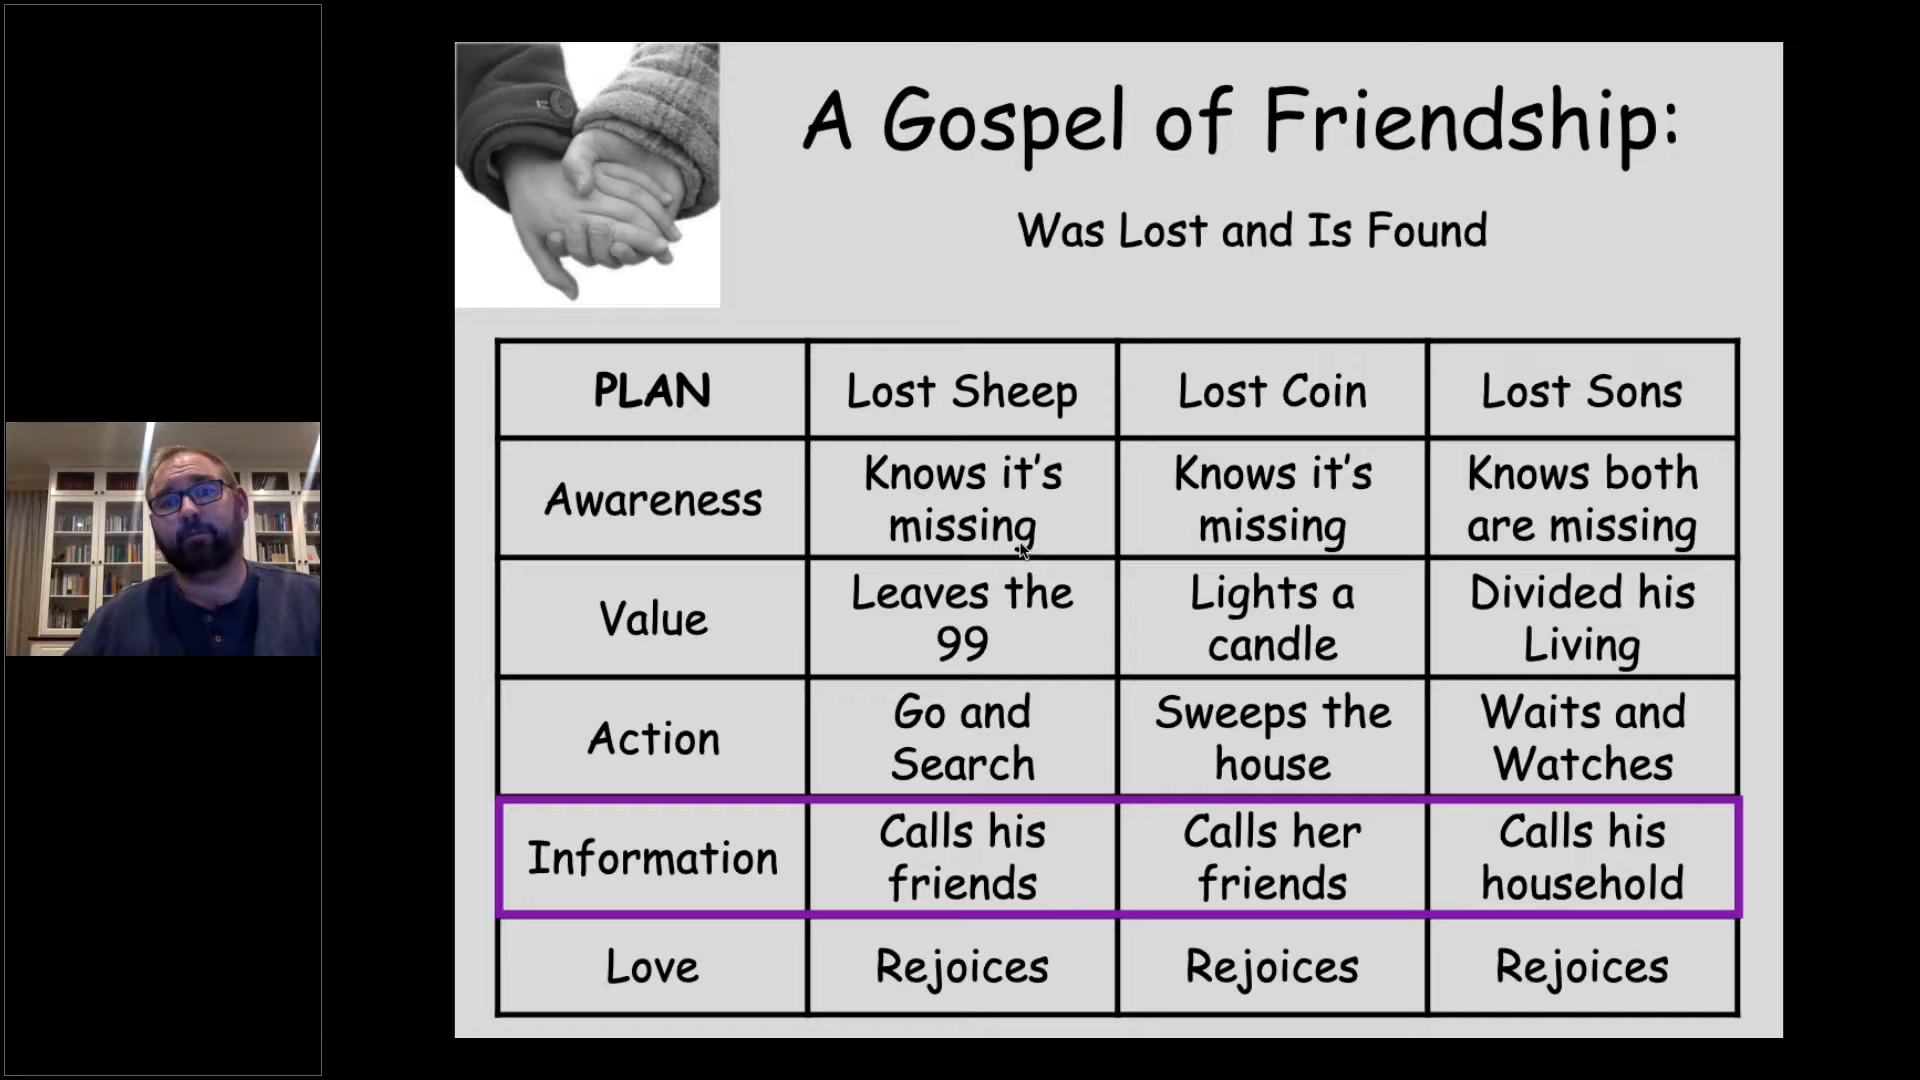 A Gospel of Friendship:
Was Lost and Is Found
PLAN
Lost Sheep
Lost Coin
Lost Sons
Awareness
Knows it's
missing
Knows it's
missing
Knows both
are missing
Value
Leaves the
99
Lights a
candle
Divided his
Living
Action
Go and
Search
Sweeps the
house
Waits and
Watches
Information
Calls his
friends
Calls her
friends
Calls his
household
Love
Rejoices
Rejoices
Rejoices